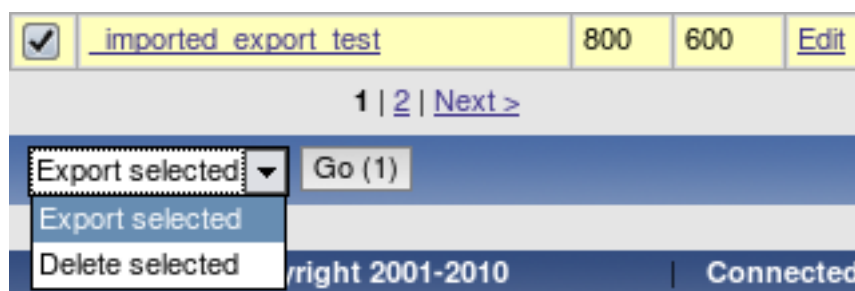 _imported_export_test 800 600 Edit
1 | 2 | Next >
Export selected Go (1)
Export selected
Delete selected
yright 2001-2010 | Connected